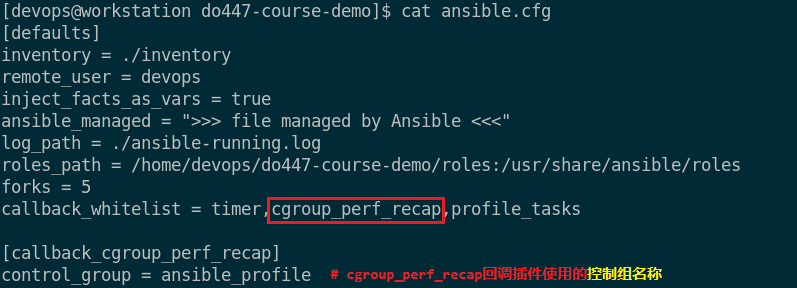 [devops@workstation do447-course-demo]$ cat ansible.cfg
[defaults]
inventory = ./inventory
remote_user = devops
inject_facts_as_vars = true
ansible_managed = ">>> file managed by Ansible <<<"
log_path = ./ansible-running.log
roles_path = /home/devops/do447-course-demo/roles:/usr/share/ansible/roles
forks = 5
callback_whitelist = timer,cgroup_perf_recap,profile_tasks
[callback_cgroup_perf_recap]
control_group = ansible_profile # cgroup_perf_recap回调插件使用的控制组名称